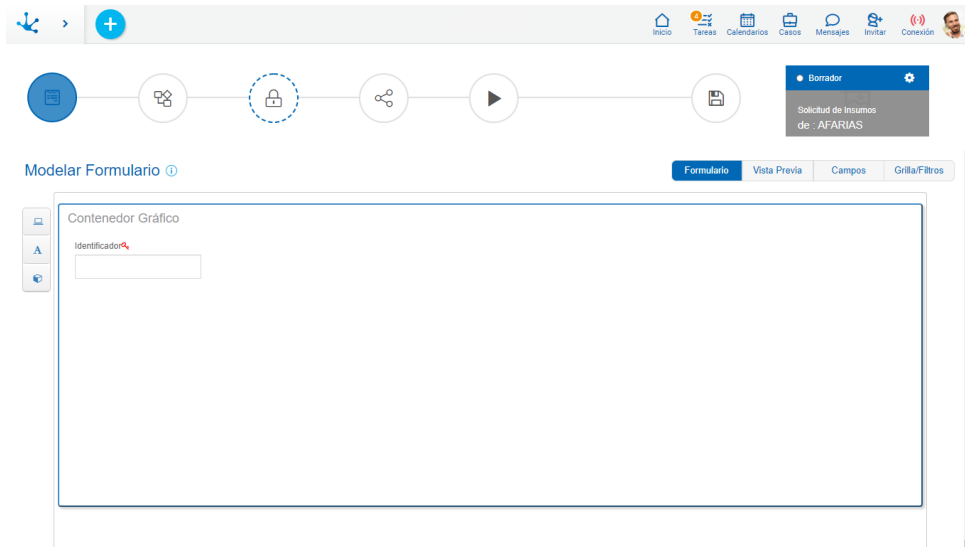 4
Inicio
Tareas
Calendarios
Casos
Mensajes
Invitar
Conexión
Borrador
Solicitud de Insumos
de : AFARIAS
Modelar Formulario
Formulario
Vista Previa
Campos
Grilla/Filtros
Contenedor Gráfico
A
Identificador